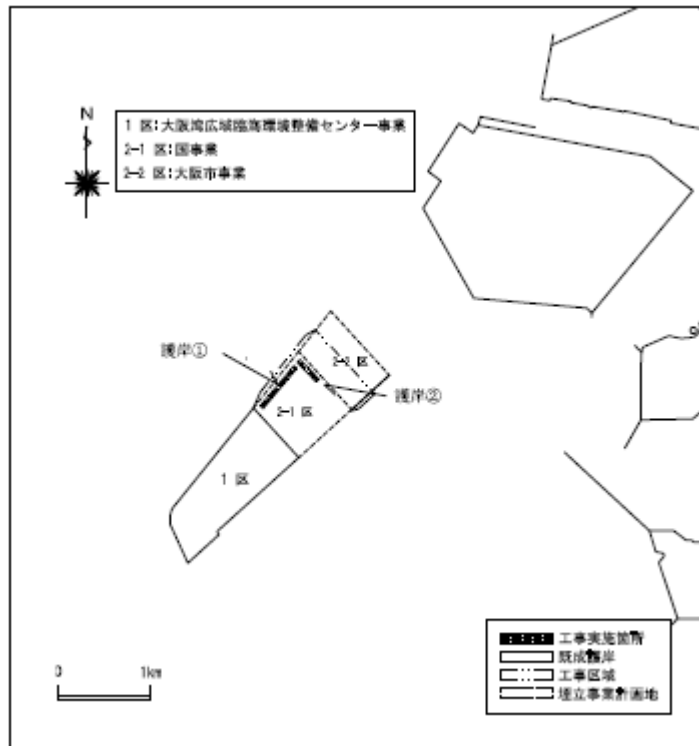 N
1 区:大阪湾広域臨海環境整備センター事業
2-1 区:国事業
2-2 区:大阪市事業
護岸①
2-2 区
護岸②
2-1 区
1 区
0 1km
工事実施箇所
既成護岸
工事区域
埋立事業計画地